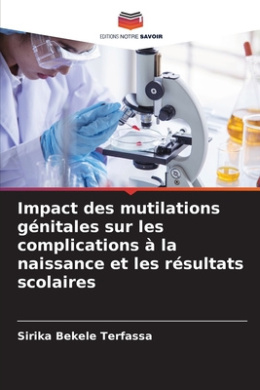 EDITIONS NOTRE SAVOIR
Impact des mutilations
génitales sur les
complications à la
naissance et les résultats
scolaires
Sirika Bekele Terfassa